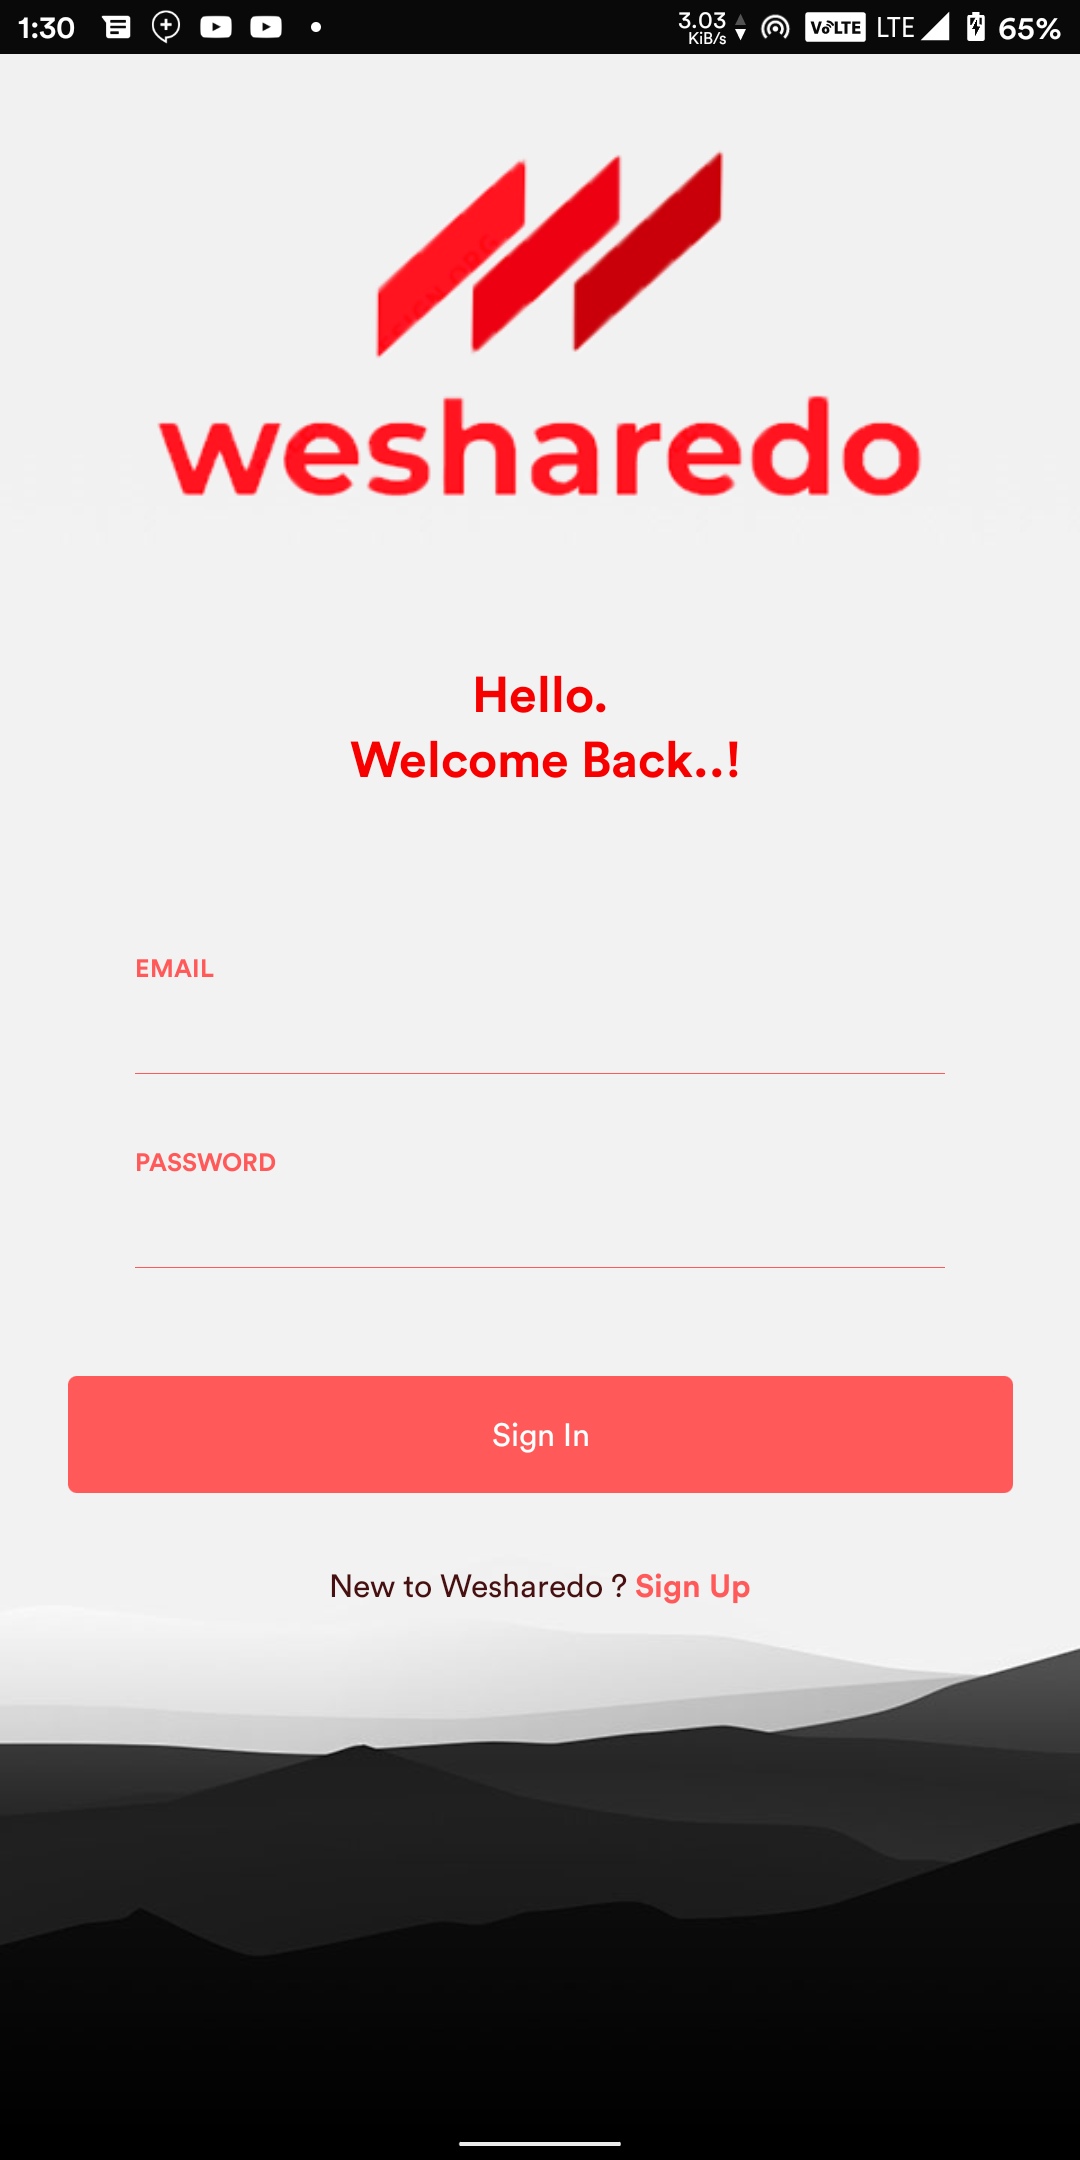 1:30 3.03 KiB/s VoLTE LTE 65%
wesharedo
Hello.
Welcome Back..!
EMAIL
PASSWORD
Sign In
New to Wesharedo ? Sign Up